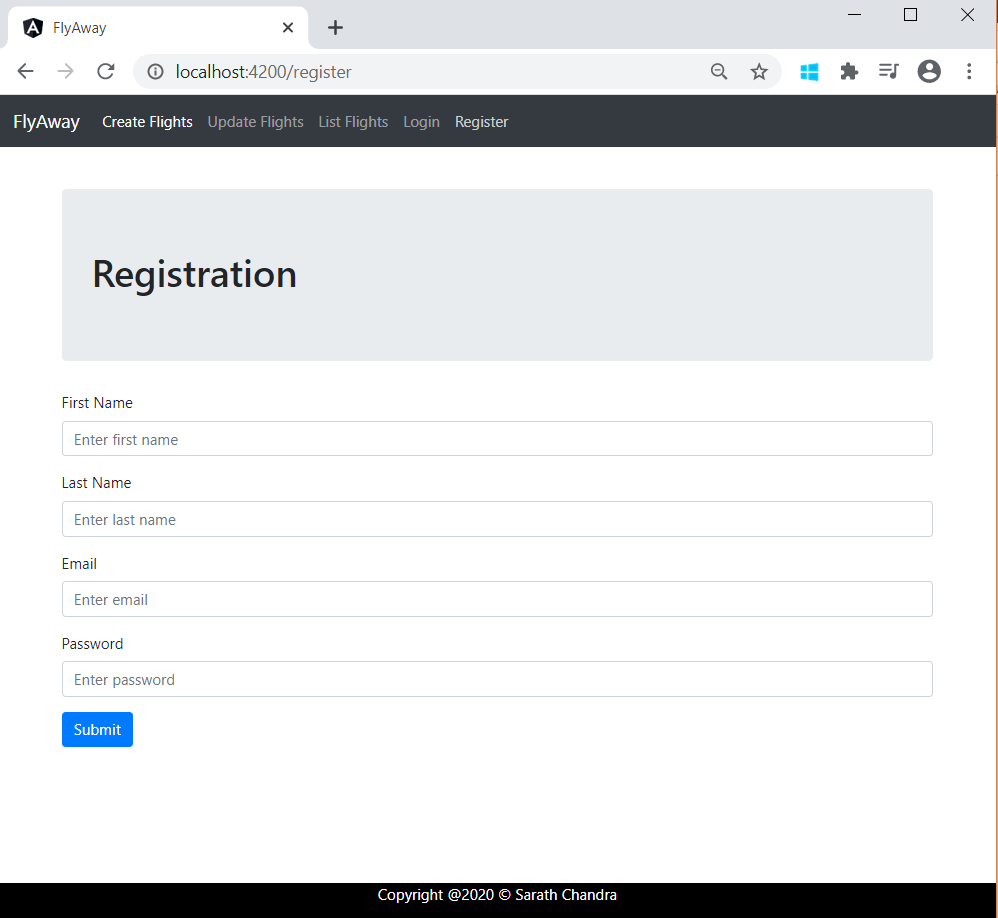 FlyAway
localhost:4200/register
FlyAway Create Flights Update Flights List Flights Login Register
Registration
First Name
Enter first name
Last Name
Enter last name
Email
Enter email
Password
Enter password
Submit
Copyright @2020 © Sarath Chandra